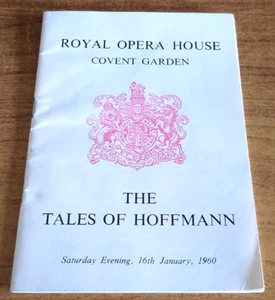 ROYAL OPERA HOUSE
COVENT GARDEN
THE
TALES OF HOFFMANN
Saturday Evening, 16th January, 1960